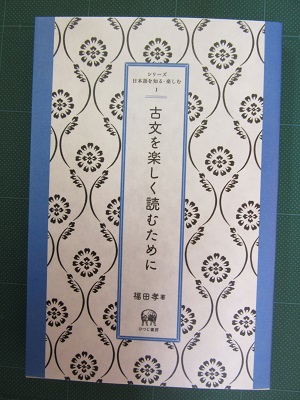 シリーズ
日本語を知る・楽しむ
1
古文を楽しく読むために
福田孝 著
ひつじ書房